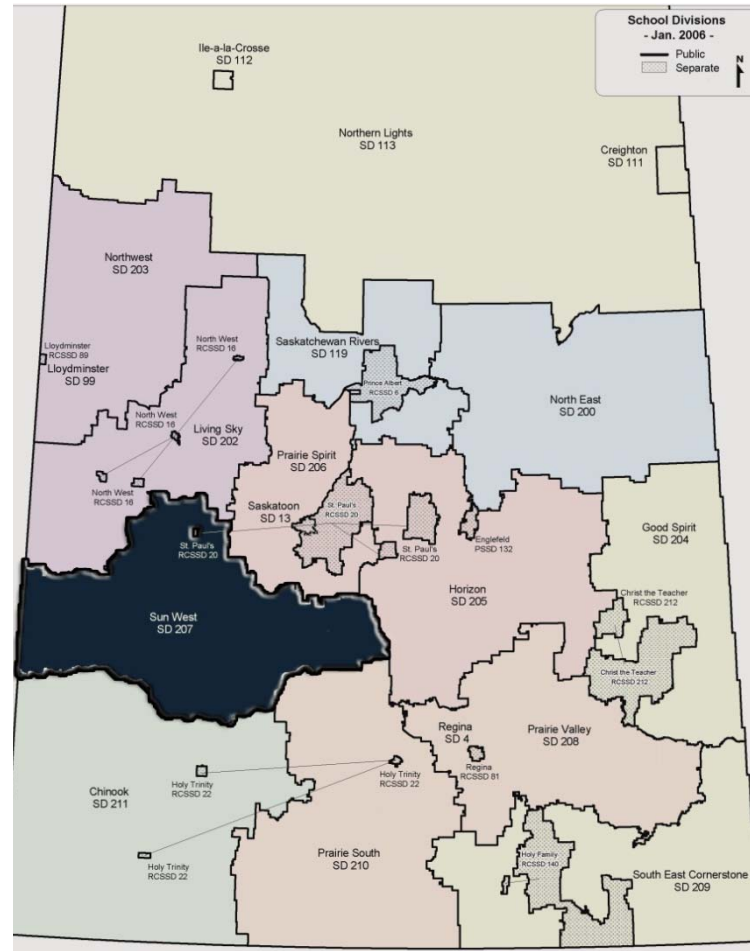 School Divisions
- Jan. 2006 -
Public
Separate
N
Ile-a-la-Crosse
SD 112
Northern Lights
SD 113
Creighton
SD 111
Northwest
SD 203
Lloydminster
RCSSD 89
Lloydminster
SD 99
North West
RCSSD 16
Saskatchewan Rivers
SD 119
Prince Albert
RCSSD 6
North East
SD 200
North West
RCSSD 16
Living Sky
SD 202
North West
RCSSD 16
Prairie Spirit
SD 206
Saskatoon
SD 13
St. Paul's
RCSSD 20
St. Paul's
RCSSD 20
St. Paul's
RCSSD 20
Englefeld
PSSD 132
Good Spirit
SD 204
Horizon
SD 205
Christ the Teacher
RCSSD 212
Christ the Teacher
RCSSD 212
Sun West
SD 207
Regina
SD 4
Regina
RCSSD 81
Prairie Valley
SD 208
Chinook
SD 211
Holy Trinity
RCSSD 22
Holy Trinity
RCSSD 22
Holy Trinity
RCSSD 22
Prairie South
SD 210
Holy Family
RCSSD 140
South East Cornerstone
SD 209